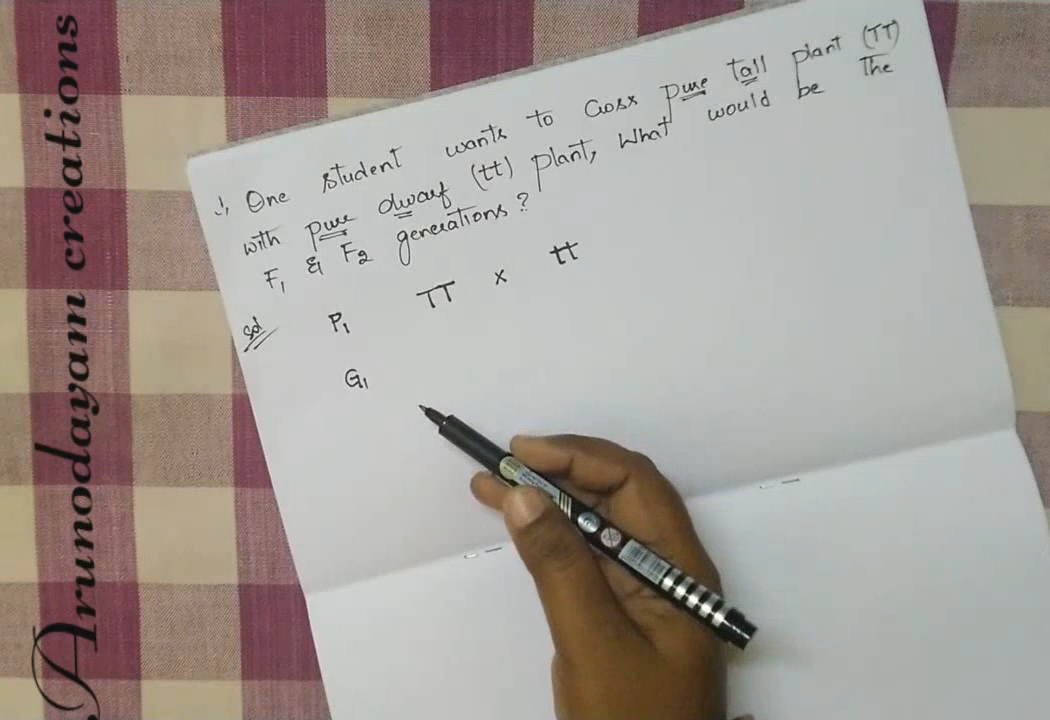 1, One student wants to Cross pure tall plant (TT)
with pure dwarf (tt) plant, What would be The
F1 & F2 generations?
Sol P1 TT x tt
G1
Arunodayam creations